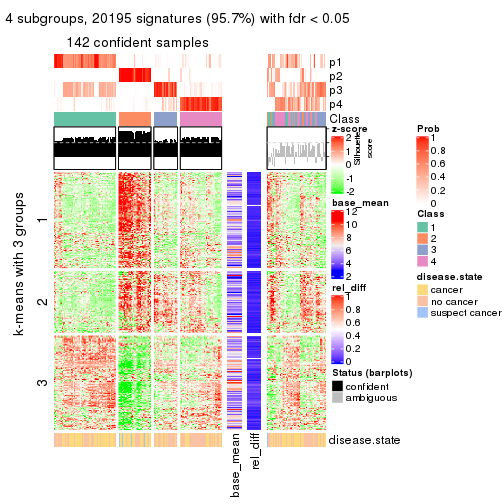 4 subgroups, 20195 signatures (95.7%) with fdr < 0.05
142 confident samples
p1
p2
p3
p4
Class
Silhouette
score
k-means with 3 groups
1
2
3
base_mean
rel_diff
disease.state
z-score
2
1
0
-1
-2
base_mean
12
10
8
6
4
2
rel_diff
1
0.8
0.6
0.4
0.2
0
Status (barplots)
confident
ambiguous
Prob
1
0.8
0.6
0.4
0.2
0
Class
1
2
3
4
disease.state
cancer
no cancer
suspect cancer